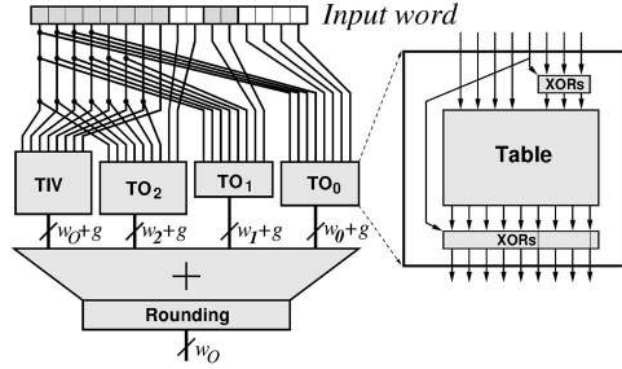 Input word
XORs
Table
XORs
TIV
TO2
TO1
TO0
wO+g
w2+g
w1+g
w0+g
+
Rounding
wO